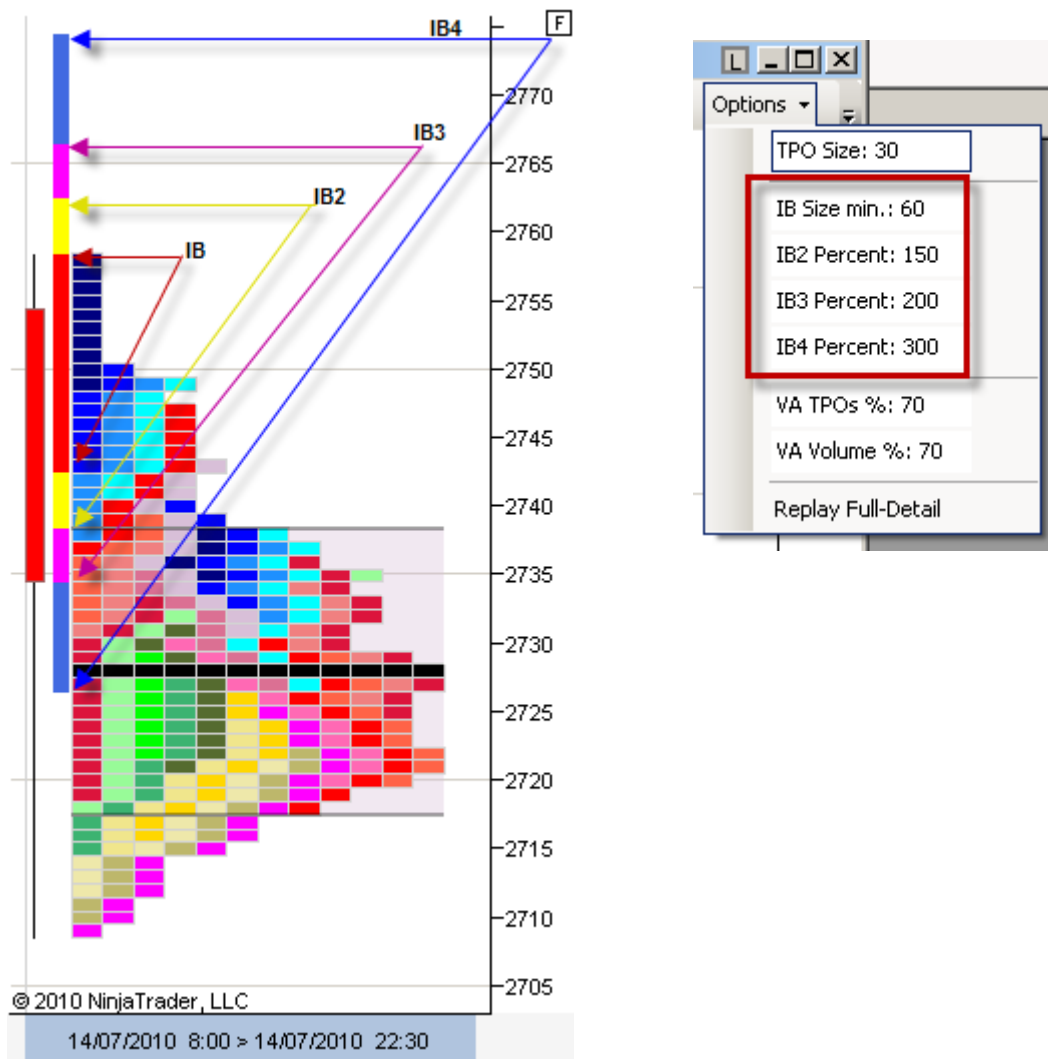 IB4
F
2770
IB3
2765
IB2
2760
IB
2755
2750
2745
2740
2735
2730
2725
2720
2715
2710
2705
© 2010 NinjaTrader, LLC
14/07/2010 8:00 > 14/07/2010 22:30
L
Options
TPO Size: 30
IB Size min.: 60
IB2 Percent: 150
IB3 Percent: 200
IB4 Percent: 300
VA TPOs %: 70
VA Volume %: 70
Replay Full-Detail